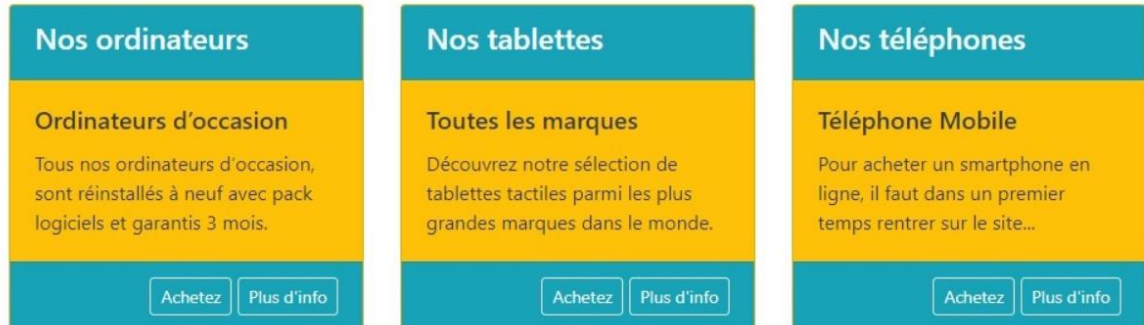 Nos ordinateurs
Ordinateurs d’occasion
Tous nos ordinateurs d’occasion,
sont réinstallés à neuf avec pack
logiciels et garantis 3 mois.
Achetez
Plus d'info
Nos tablettes
Toutes les marques
Découvrez notre sélection de
tablettes tactiles parmi les plus
grandes marques dans le monde.
Achetez
Plus d'info
Nos téléphones
Téléphone Mobile
Pour acheter un smartphone en
ligne, il faut dans un premier
temps rentrer sur le site...
Achetez
Plus d'info